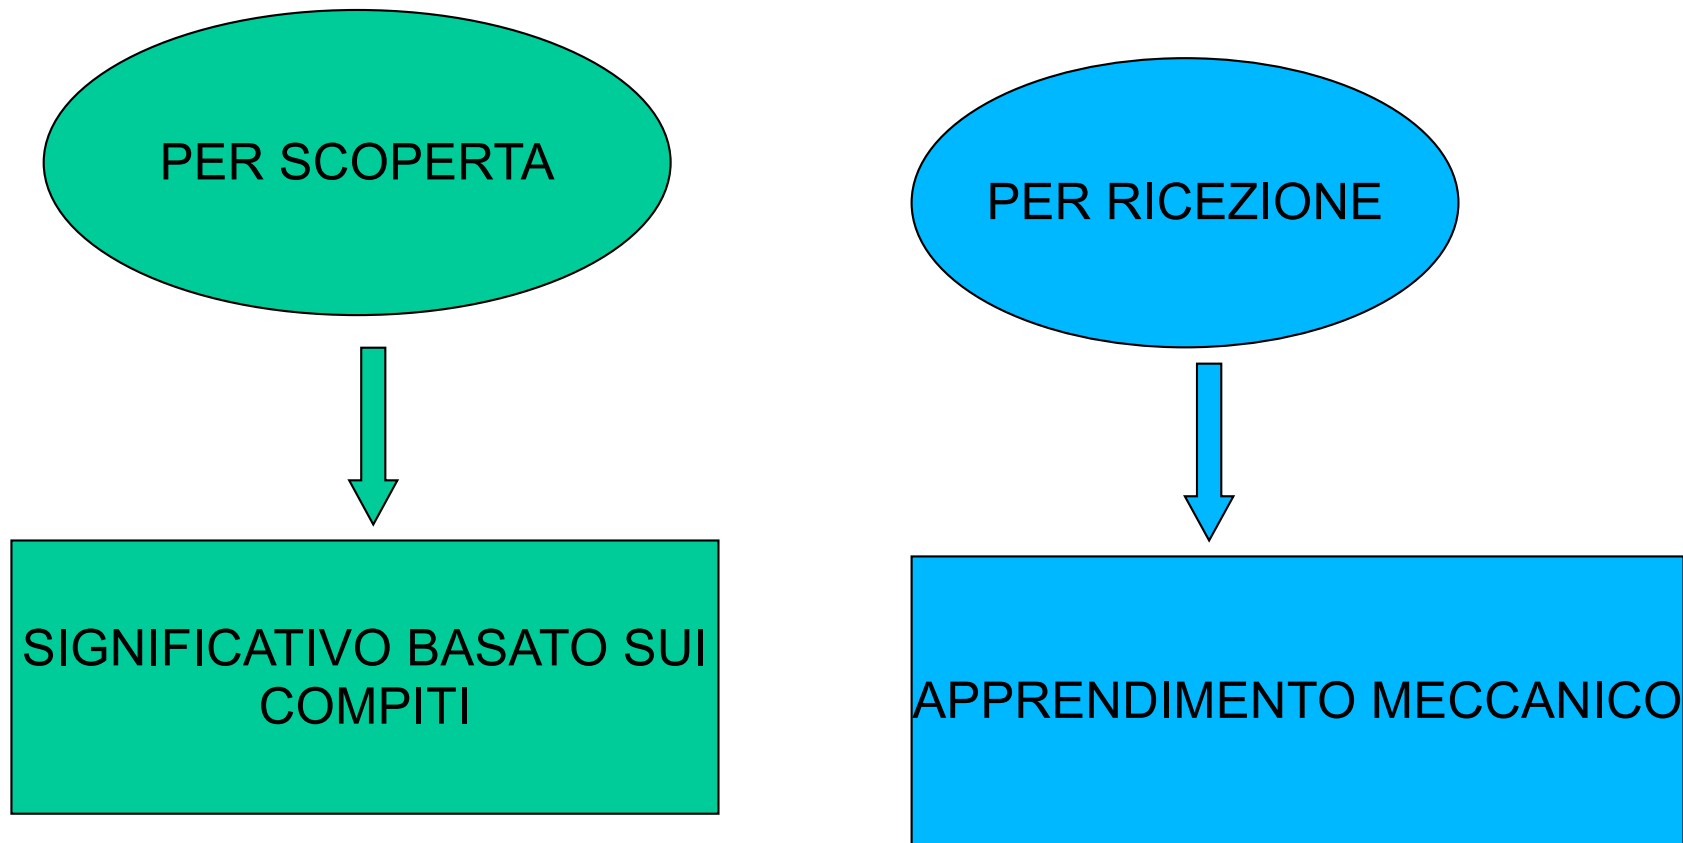 PER SCOPERTA
PER RICEZIONE
SIGNIFICATIVO BASATO SUI
COMPITI
APPRENDIMENTO MECCANICO